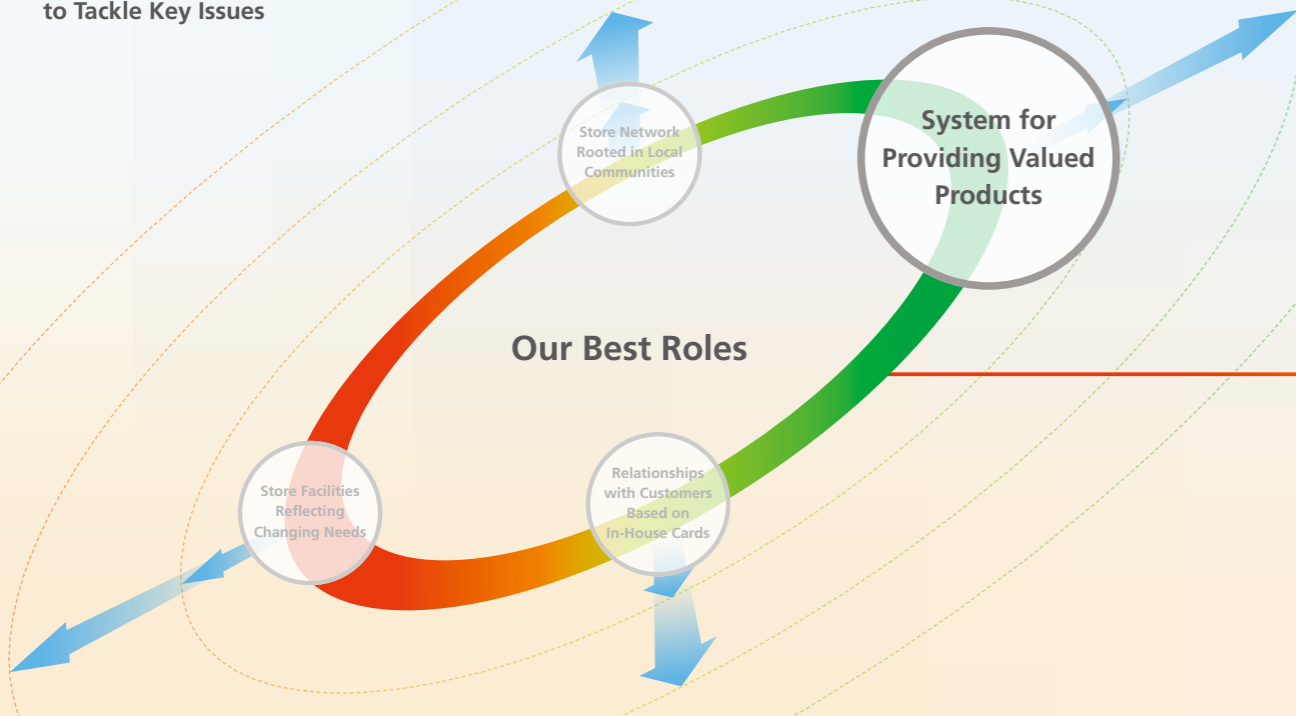 to Tackle Key Issues
Store Network
Rooted in Local
Communities
System for
Providing Valued
Products
Our Best Roles
Store Facilities
Reflecting
Changing Needs
Relationships
with Customers
Based on
In-House Cards